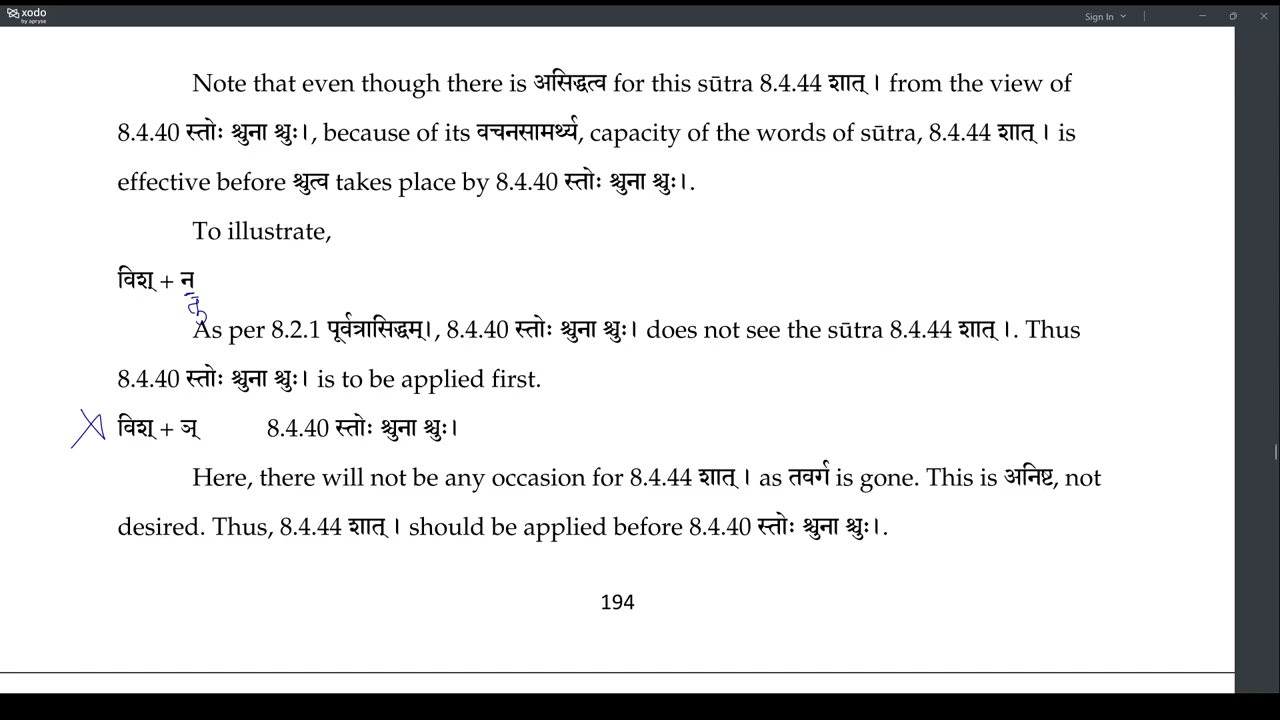 xodo
by apryse
Sign In
Note that even though there is असिद्धत्व for this sūtra 8.4.44 शात् । from the view of
8.4.40 स्तोः श्चुना श्चुः।, because of its वचनसामर्थ्य, capacity of the words of sūtra, 8.4.44 शात् । is
effective before श्चुत्व takes place by 8.4.40 स्तोः श्चुना श्चुः।.
To illustrate,
विश् + न
As per 8.2.1 पूर्वत्रासिद्धम्।, 8.4.40 स्तोः श्चुना श्चुः। does not see the sūtra 8.4.44 शात् ।. Thus
8.4.40 स्तोः श्चुना श्चुः। is to be applied first.
विश् + ञ् 8.4.40 स्तोः श्चुना श्चुः।
Here, there will not be any occasion for 8.4.44 शात् । as तवर्ग is gone. This is अनिष्ट, not
desired. Thus, 8.4.44 शात् । should be applied before 8.4.40 स्तोः श्चुना श्चुः।.
194